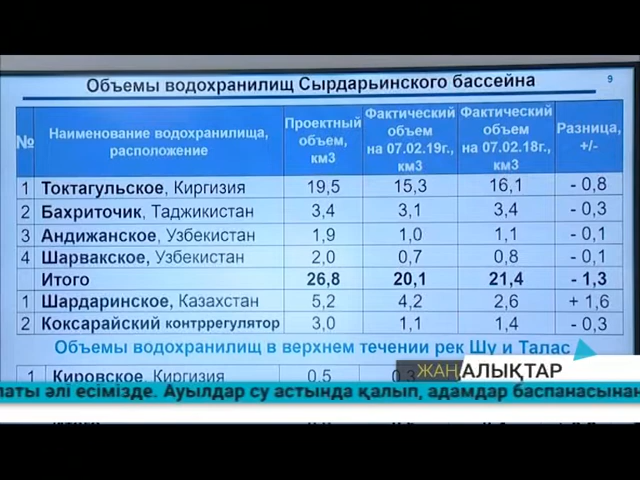 Объемы водохранилищ Сырдарьинского бассейна
9
№ Наименование водохранилища, расположение Проектный объем, км3 Фактический объем на 07.02.19г., км3 Фактический объем на 07.02.18г., км3 Разница, +/-
1 Токтагульское, Киргизия 19,5 15,3 16,1 - 0,8
2 Бахриточик, Таджикистан 3,4 3,1 3,4 - 0,3
3 Андижанское, Узбекистан 1,9 1,0 1,1 - 0,1
4 Шарвакское, Узбекистан 2,0 0,7 0,8 - 0,1
Итого 26,8 20,1 21,4 - 1,3
1 Шардаринское, Казахстан 5,2 4,2 2,6 + 1,6
2 Коксарайский контррегулятор 3,0 1,1 1,4 - 0,3
Объемы водохранилищ в верхнем течении рек Шу и Талас
1 Кировское, Киргизия 0,5
ЖАҢАЛЫҚТАР
әлі есімізде. Ауылдар су астында қалып, адамдар баспанасынан